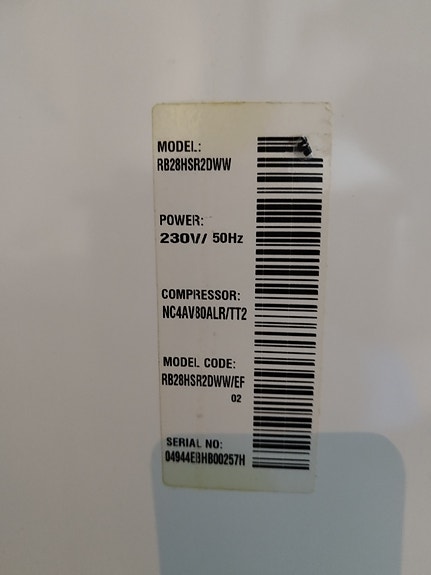 MODEL:
RB28HSR2DWW
POWER:
230V/ 50Hz
COMPRESSOR:
NC4AV80ALR/TT2
MODEL CODE:
RB28HSR2DWW/EF
02
SERIAL NO:
04944EBHB00257H